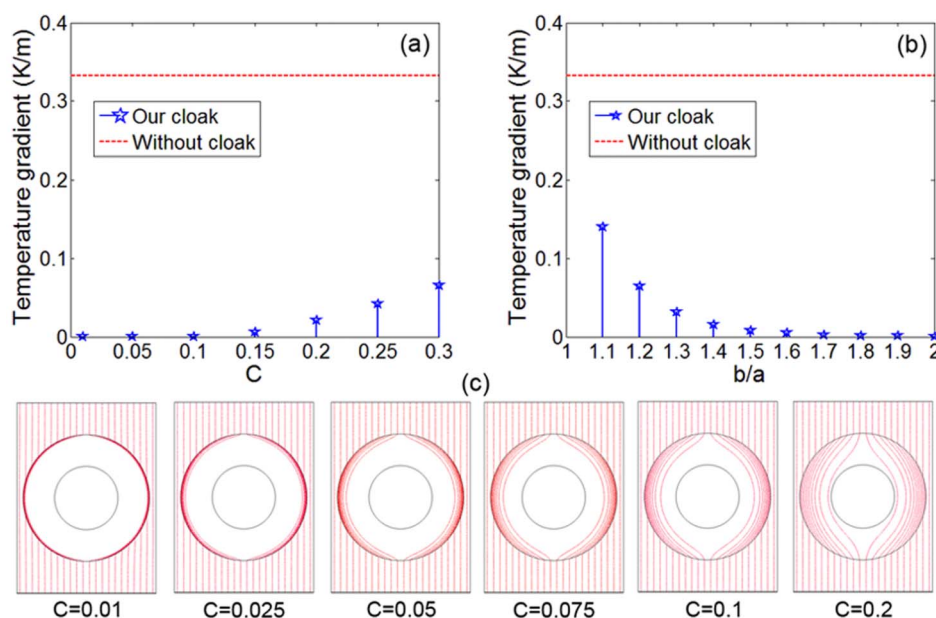 (a)
Temperature gradient (K/m)
0.4
0.3
0.2
0.1
0
Our cloak
Without cloak
0 0.05 0.1 0.15 0.2 0.25 0.3
C
(b)
Temperature gradient (K/m)
0.4
0.3
0.2
0.1
0
Our cloak
Without cloak
1 1.1 1.2 1.3 1.4 1.5 1.6 1.7 1.8 1.9 2
b/a
(c)
C=0.01 C=0.025 C=0.05 C=0.075 C=0.1 C=0.2